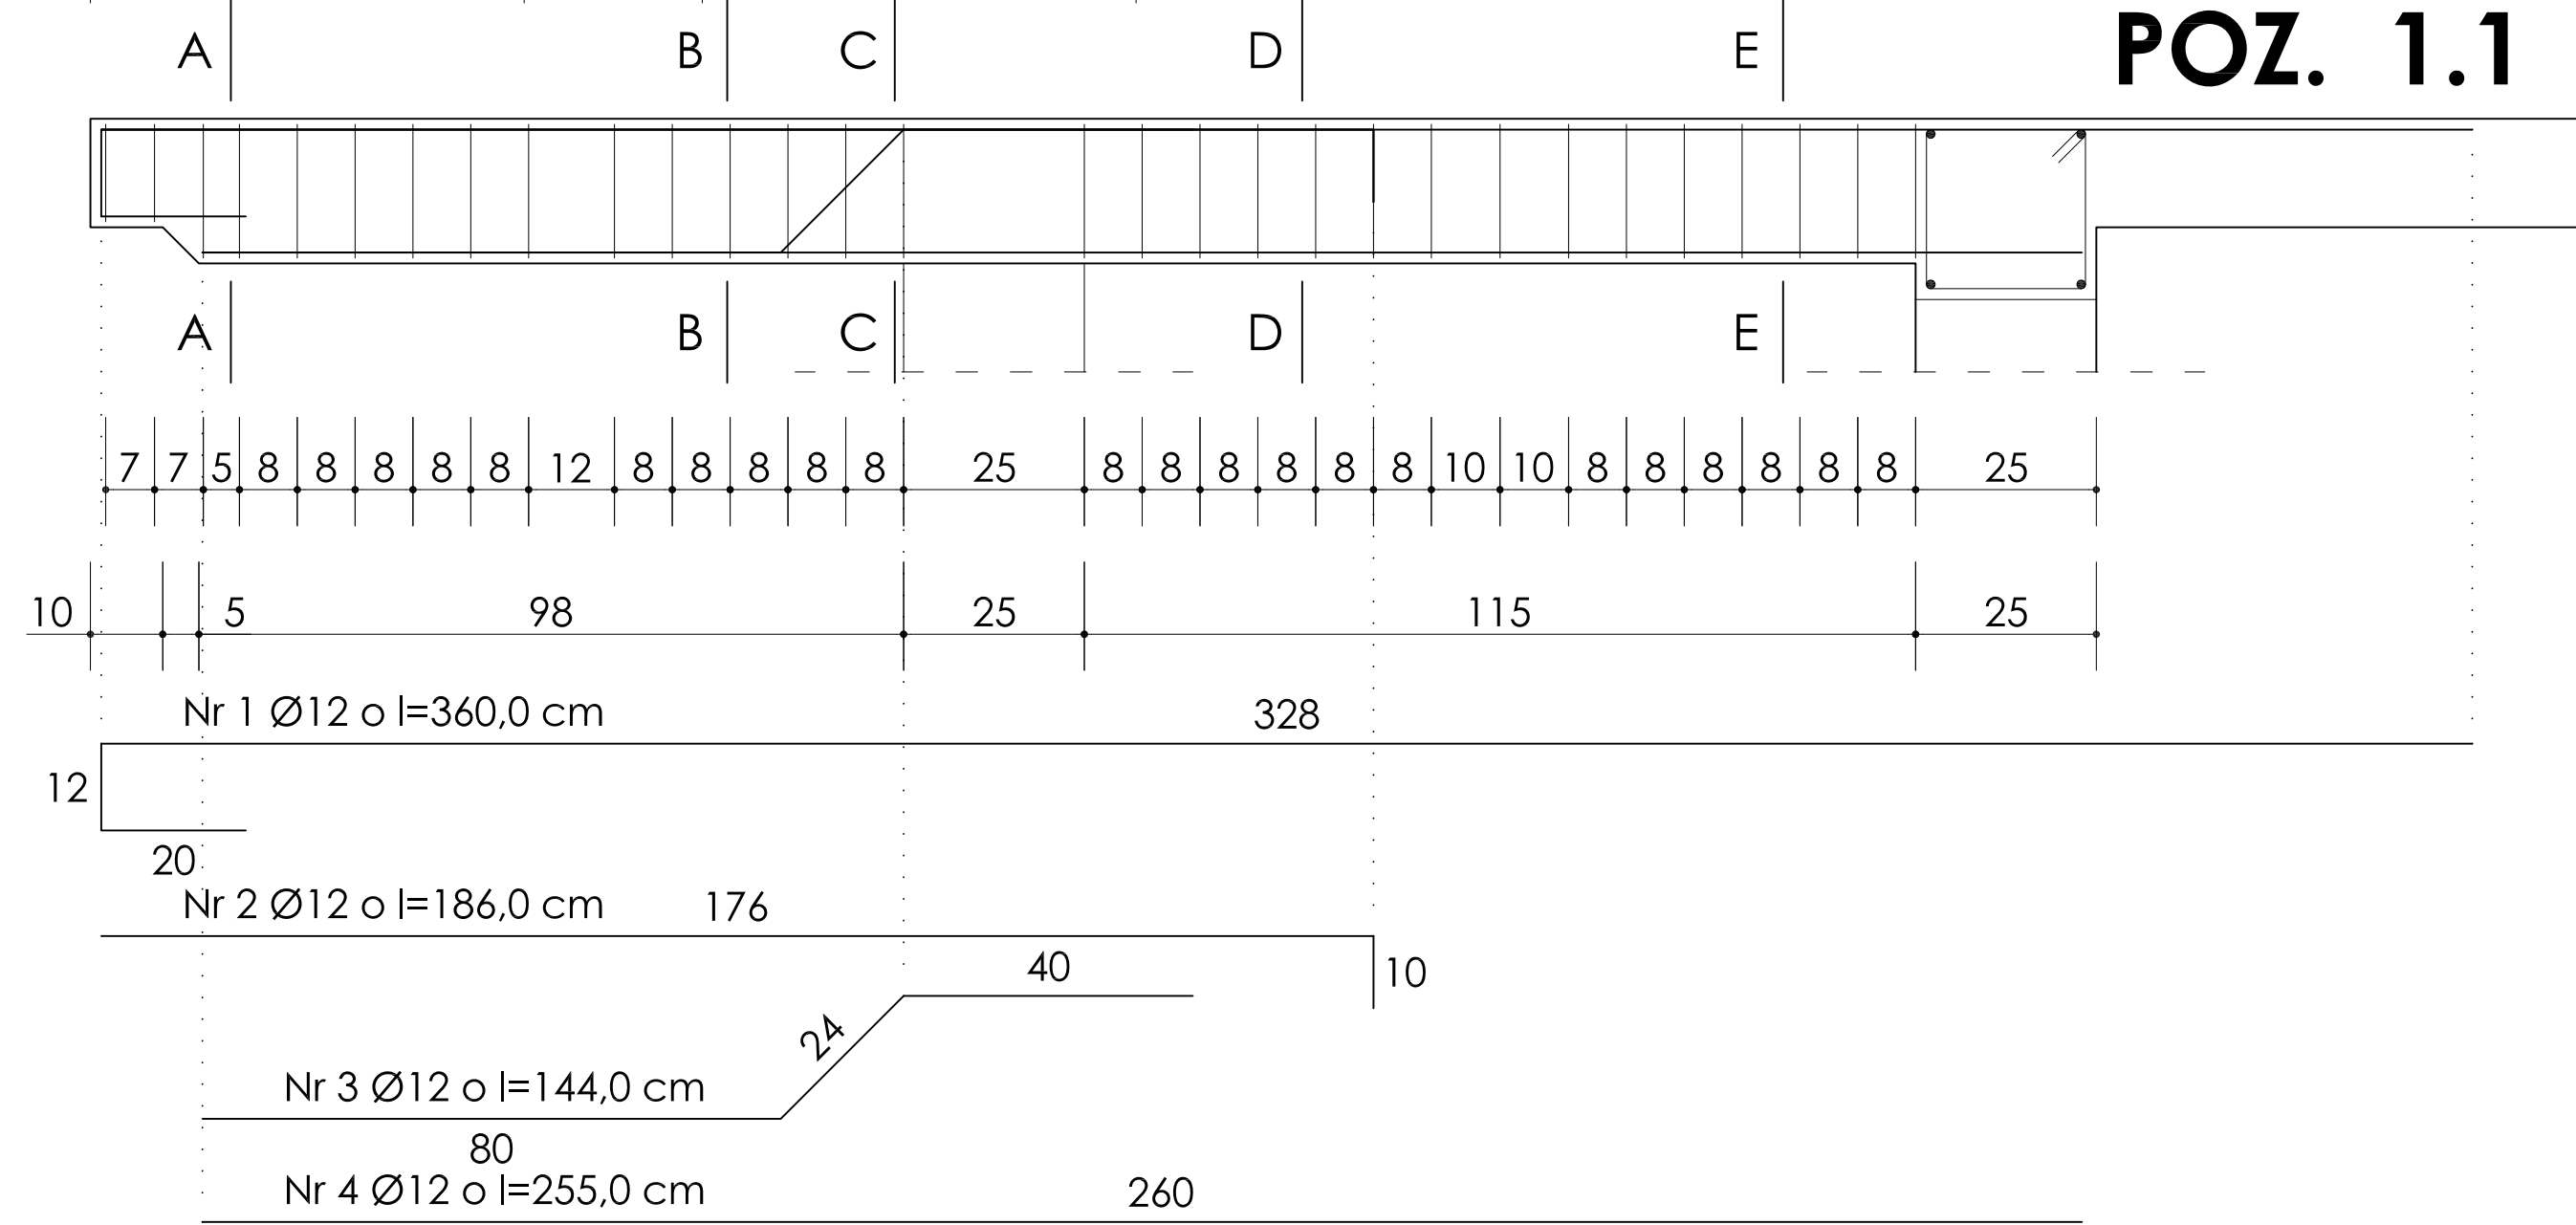 A B C D E POZ. 1.1
A B C D E
7 7 5 8 8 8 8 8 12 8 8 8 8 8 25 8 8 8 8 8 8 10 10 8 8 8 8 8 8 25
10 5 98 25 115 25
Nr 1 Ø12 o l=360,0 cm 328
12
20
Nr 2 Ø12 o l=186,0 cm 176
40 10
24
Nr 3 Ø12 o l=144,0 cm
80
Nr 4 Ø12 o l=255,0 cm 260